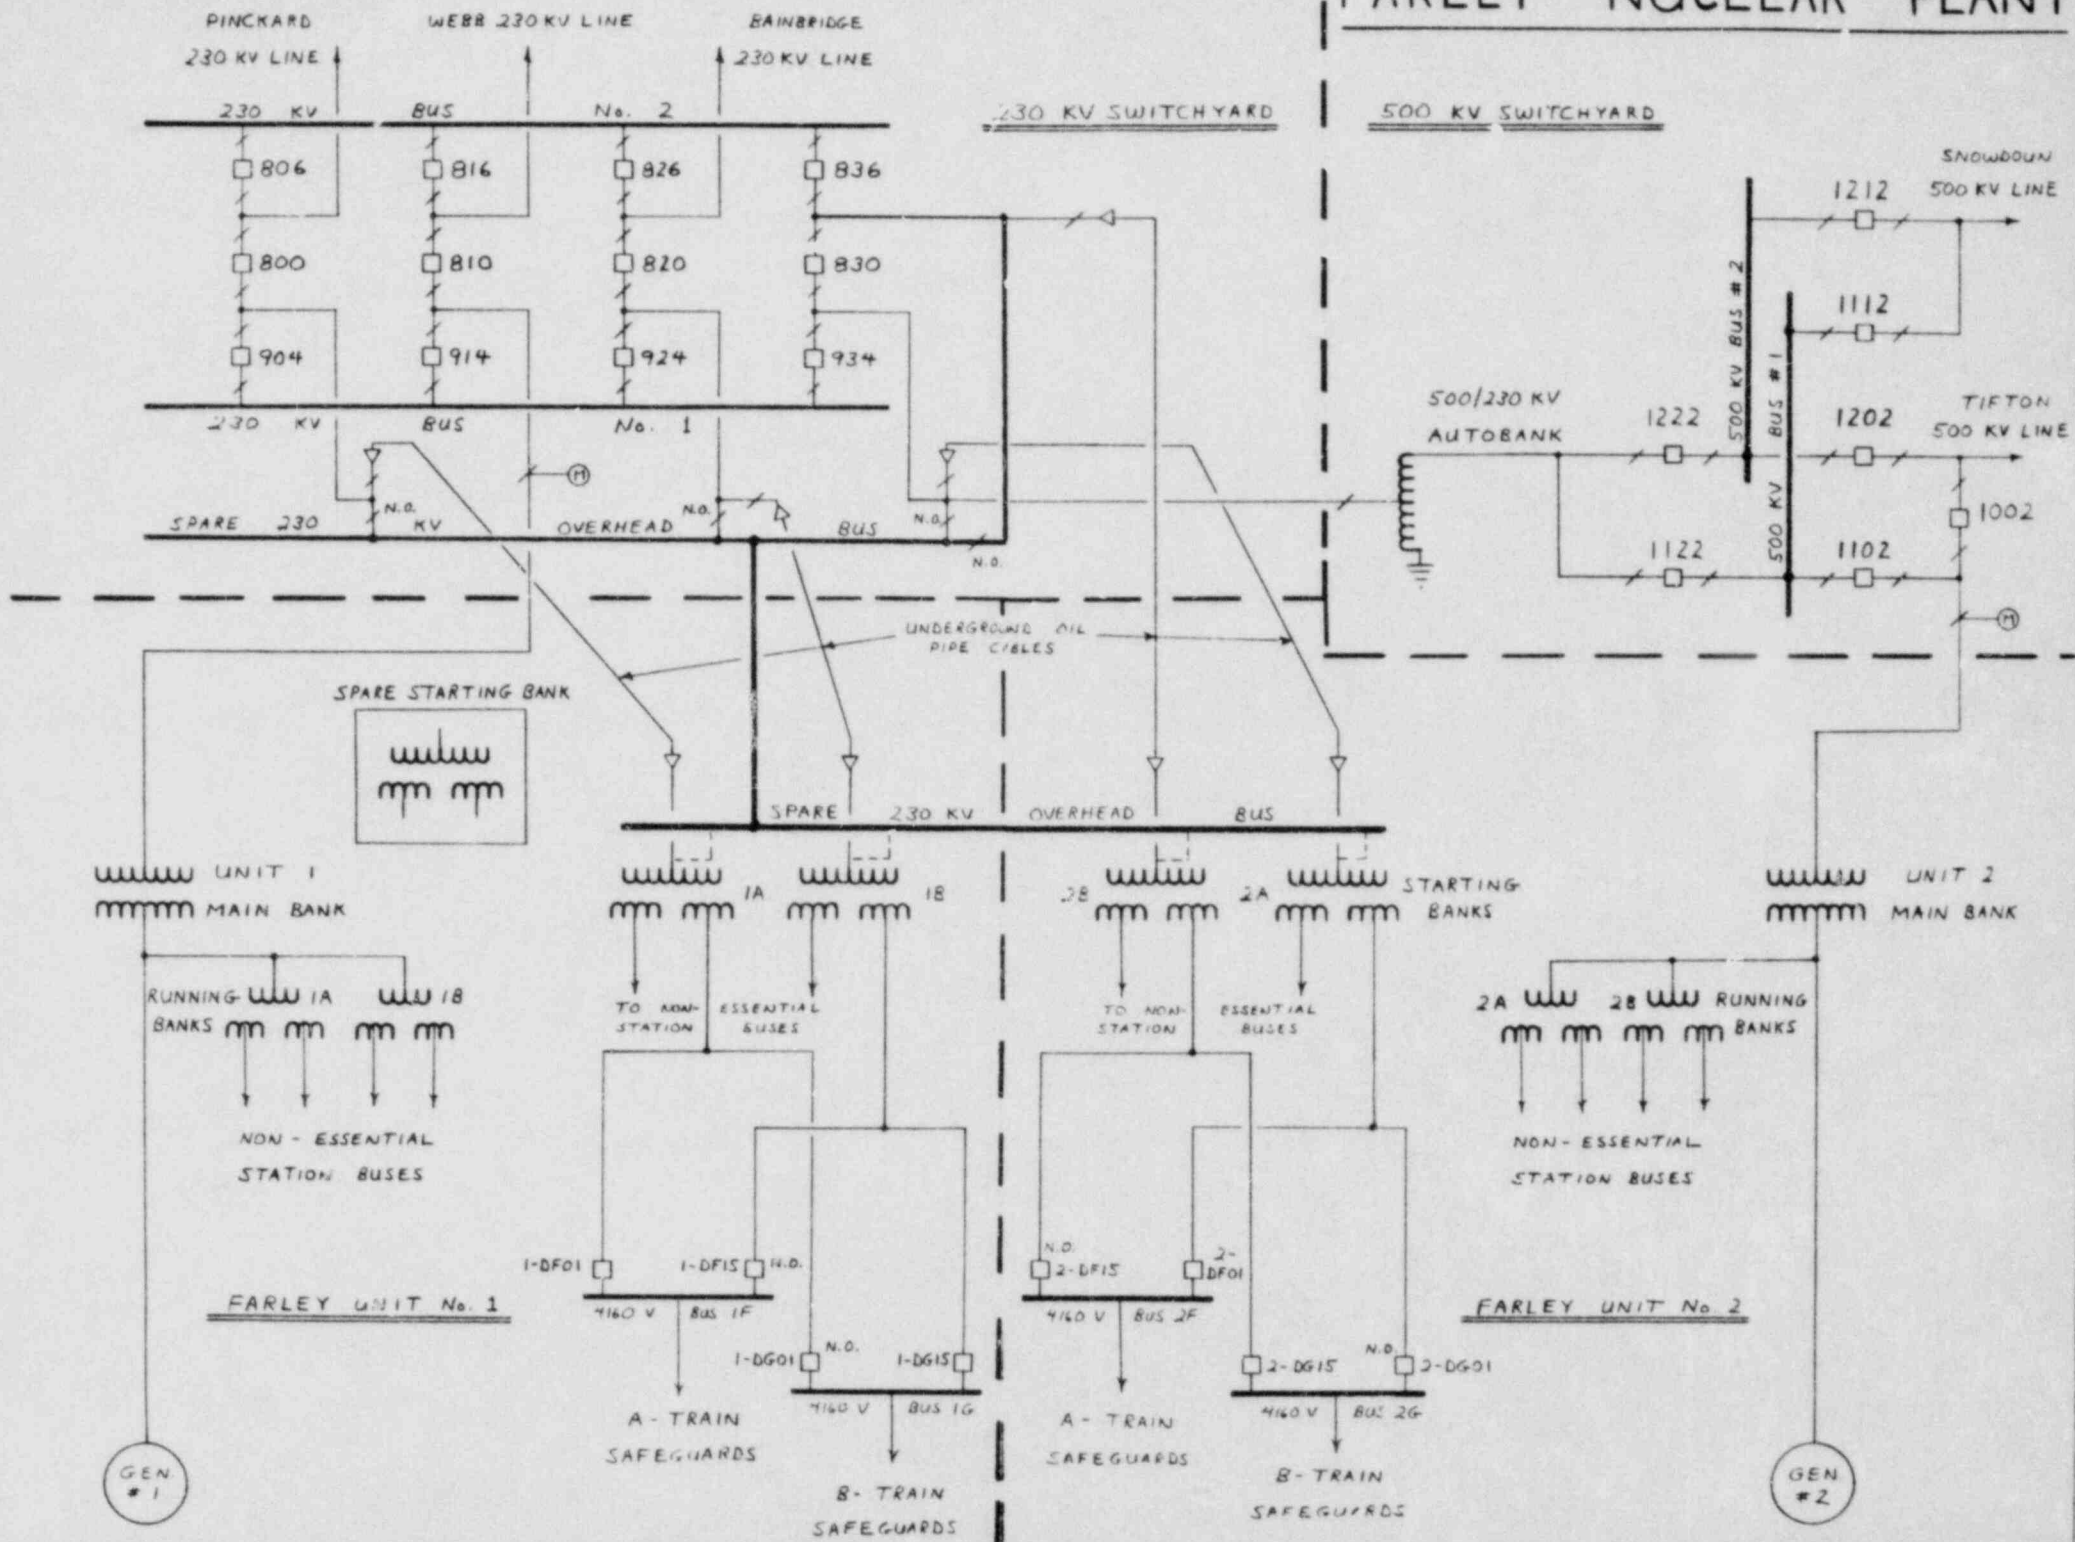 FARLEY NUCLEAR PLANT
PINCKARD
230 KV LINE
WEBB 230 KV LINE
BAINBRIDGE
230 KV LINE
230 KV BUS No. 2
230 KV SWITCHYARD
500 KV SWITCHYARD
806
816
826
836
800
810
820
830
904
914
924
934
230 KV BUS No. 1
M
N.O.
N.O.
N.O.
N.O.
SPARE 230 KV OVERHEAD BUS
SNOWDOUN
500 KV LINE
1212
1112
500 KV BUS #2
500 KV BUS #1
500/230 KV
AUTOBANK
1222
1202
TIFTON
500 KV LINE
1002
1122
1102
M
UNDERGROUND OIL
PIPE CABLES
SPARE STARTING BANK
SPARE 230 KV OVERHEAD BUS
UNIT 1
MAIN BANK
1A
1B
2B
2A
STARTING
BANKS
UNIT 2
MAIN BANK
RUNNING
BANKS
1A
1B
NON-ESSENTIAL
STATION BUSES
TO NON- ESSENTIAL
STATION BUSES
TO NON- ESSENTIAL
STATION BUSES
2A
2B
RUNNING
BANKS
NON-ESSENTIAL
STATION BUSES
1-DF01
1-DF15
N.O.
4160 V BUS 1F
N.O.
2-DF15
2-
DF01
4160 V BUS 2F
FARLEY UNIT No. 1
FARLEY UNIT No. 2
1-DG01
N.O.
1-DG15
4160 V BUS 1G
2-DG15
N.O.
2-DG01
4160 V BUS 2G
A-TRAIN
SAFEGUARDS
B-TRAIN
SAFEGUARDS
A-TRAIN
SAFEGUARDS
B-TRAIN
SAFEGUARDS
GEN
#1
GEN
#2